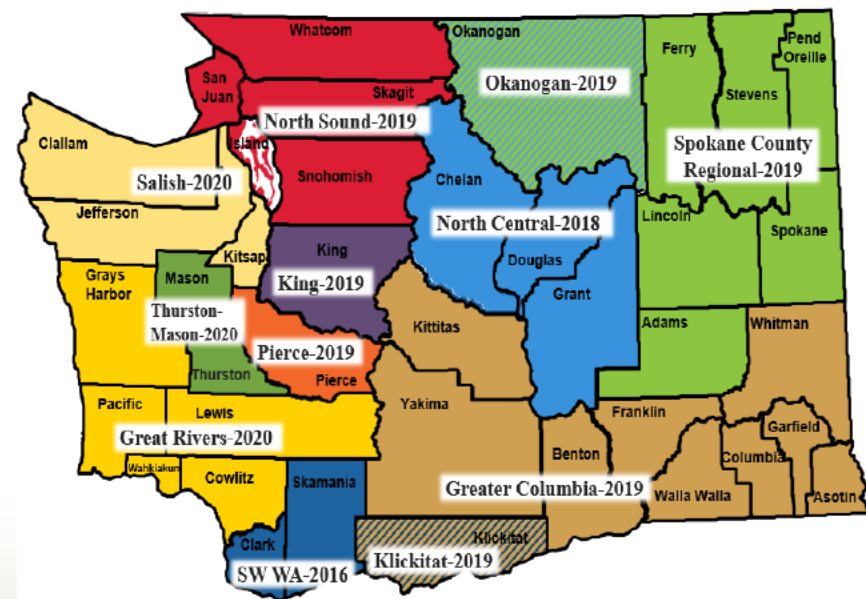 Whatcom
Okanogan
Pend
Oreille
Ferry
San
Juan
Skagit
Okanogan-2019
Stevens
North Sound-2019
Island
Clallam
Spokane County
Regional-2019
Salish-2020
Snohomish
Chelan
Jefferson
North Central-2018
Lincoln
Spokane
King
Kitsap
Douglas
Grays
Harbor
Mason
King-2019
Grant
Thurston-
Mason-2020
Kittitas
Adams
Whitman
Pierce-2019
Thurston
Pierce
Pacific
Lewis
Yakima
Franklin
Garfield
Great Rivers-2020
Benton
Columbia
Wahkiakun
Cowlitz
Skamania
Greater Columbia-2019
Walla Walla
Asotin
Clark
Klickitat
Klickitat-2019
SW WA-2016